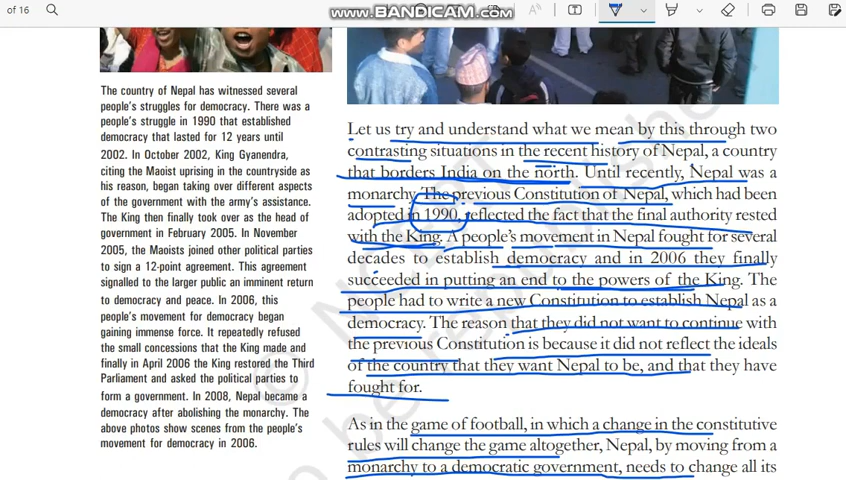 of 16
www.BANDICAM.com
The country of Nepal has witnessed several
people's struggles for democracy. There was a
people's struggle in 1990 that established
democracy that lasted for 12 years until
2002. In October 2002, King Gyanendra,
citing the Maoist uprising in the countryside as
his reason, began taking over different aspects
of the government with the army's assistance.
The King then finally took over as the head of
government in February 2005. In November
2005, the Maoists joined other political parties
to sign a 12-point agreement. This agreement
signalled to the larger public an imminent return
to democracy and peace. In 2006, this
people's movement for democracy began
gaining immense force. It repeatedly refused
the small concessions that the King made and
finally in April 2006 the King restored the Third
Parliament and asked the political parties to
form a government. In 2008, Nepal became a
democracy after abolishing the monarchy. The
above photos show scenes from the people's
movement for democracy in 2006.
Let us try and understand what we mean by this through two
contrasting situations in the recent history of Nepal, a country
that borders India on the north. Until recently, Nepal was a
monarchy. The previous Constitution of Nepal, which had been
adopted in 1990, reflected the fact that the final authority rested
with the King. A people's movement in Nepal fought for several
decades to establish democracy and in 2006 they finally
succeeded in putting an end to the powers of the King. The
people had to write a new Constitution to establish Nepal as a
democracy. The reason that they did not want to continue with
the previous Constitution is because it did not reflect the ideals
of the country that they want Nepal to be, and that they have
fought for.
As in the game of football, in which a change in the constitutive
rules will change the game altogether, Nepal, by moving from a
monarchy to a democratic government, needs to change all its